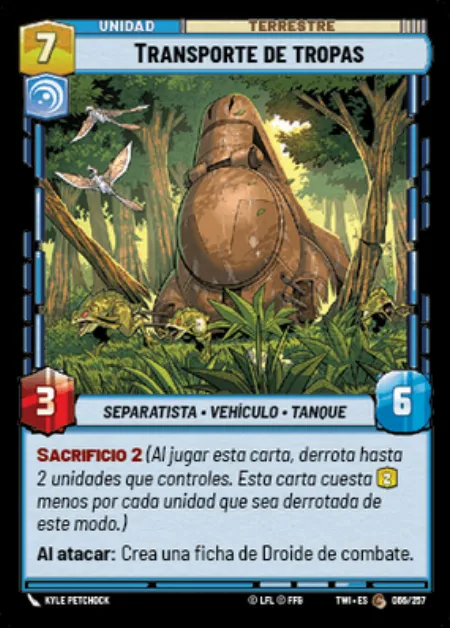 UNIDAD
TERRESTRE
7
TRANSPORTE DE TROPAS
3
6
SEPARATISTA • VEHÍCULO • TANQUE
SACRIFICIO 2 (Al jugar esta carta, derrota hasta
2 unidades que controles. Esta carta cuesta 2
menos por cada unidad que sea derrotada de
este modo.)
Al atacar: Crea una ficha de Droide de combate.
KYLE PETCHOCK
© LFL © FFG
TWI • ES
C
066/257